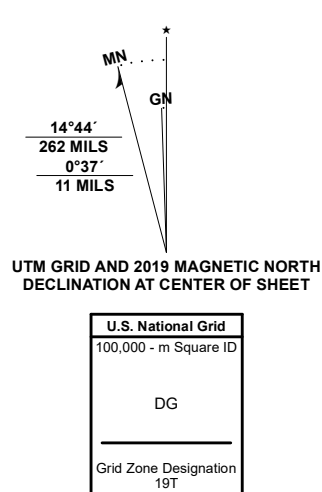 MN
GN
14°44´
262 MILS
0°37´
11 MILS
UTM GRID AND 2019 MAGNETIC NORTH
DECLINATION AT CENTER OF SHEET
U.S. National Grid
100,000 - m Square ID
DG
Grid Zone Designation
19T